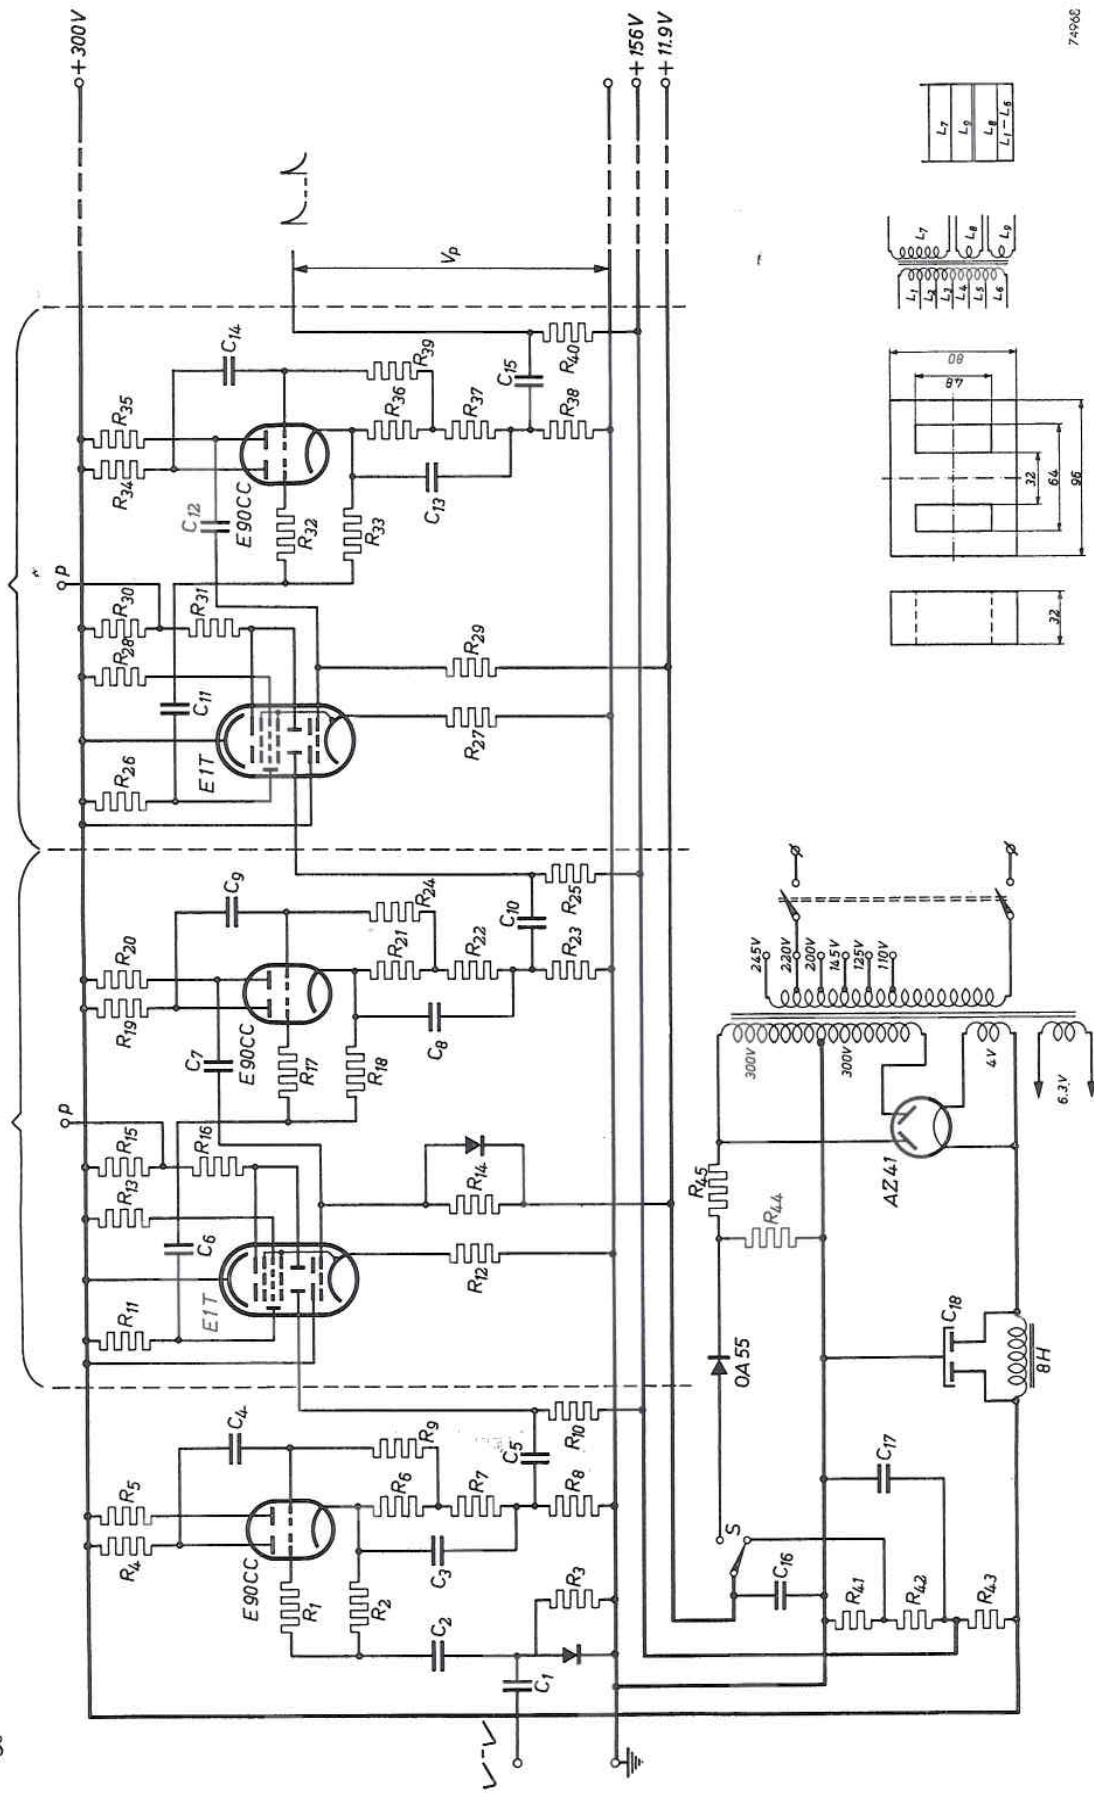 +300V
+156V
+11.9V
Vp
R4
R5
C4
E90CC
R1
R2
R9
R6
R7
C3
C5
R10
R8
C2
R3
C1
R11
R13
R15
P
R16
C6
E1T
R12
R14
R19
R20
C9
C7
E90CC
R17
R18
R24
R21
R22
C8
C10
R25
R23
R26
R28
R30
P
R31
C11
E1T
R27
R29
R34
R35
C14
C12
E90CC
R32
R33
R39
R36
R37
C13
C15
R40
R38
S
C16
R41
R42
R43
C17
OA55
R45
R44
AZ41
C18
8H
300V
300V
4V
6.3V
245V
220V
200V
145V
125V
110V
32
80
48
32
64
96
L1
L2
L3
L4
L5
L6
L7
L8
L9
L7
L9
L8
L1-L6
74968